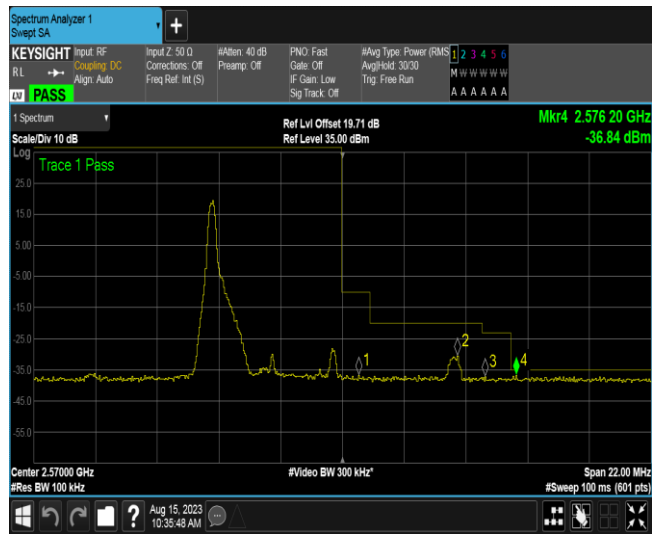 Spectrum Analyzer 1
Swept SA
KEYSIGHT
RL
LXI
PASS
Input: RF
Coupling: DC
Align: Auto
Input Z: 50 Ω
Corrections: Off
Freq Ref: Int (S)
#Atten: 40 dB
Preamp: Off
PNO: Fast
Gate: Off
IF Gain: Low
Sig Track: Off
#Avg Type: Power (RMS
Avg|Hold: 30/30
Trig: Free Run
1 2 3 4 5 6
M W W W W W
A A A A A A
1 Spectrum
Scale/Div 10 dB
Log
Ref Lvl Offset 19.71 dB
Ref Level 35.00 dBm
Mkr4 2.576 20 GHz
-36.84 dBm
Trace 1 Pass
25.0
15.0
5.00
-5.00
-15.0
-25.0
-35.0
-45.0
-55.0
1
2
3
4
Center 2.57000 GHz
#Res BW 100 kHz
#Video BW 300 kHz*
Span 22.00 MHz
#Sweep 100 ms (601 pts)
?
Aug 15, 2023
10:35:48 AM